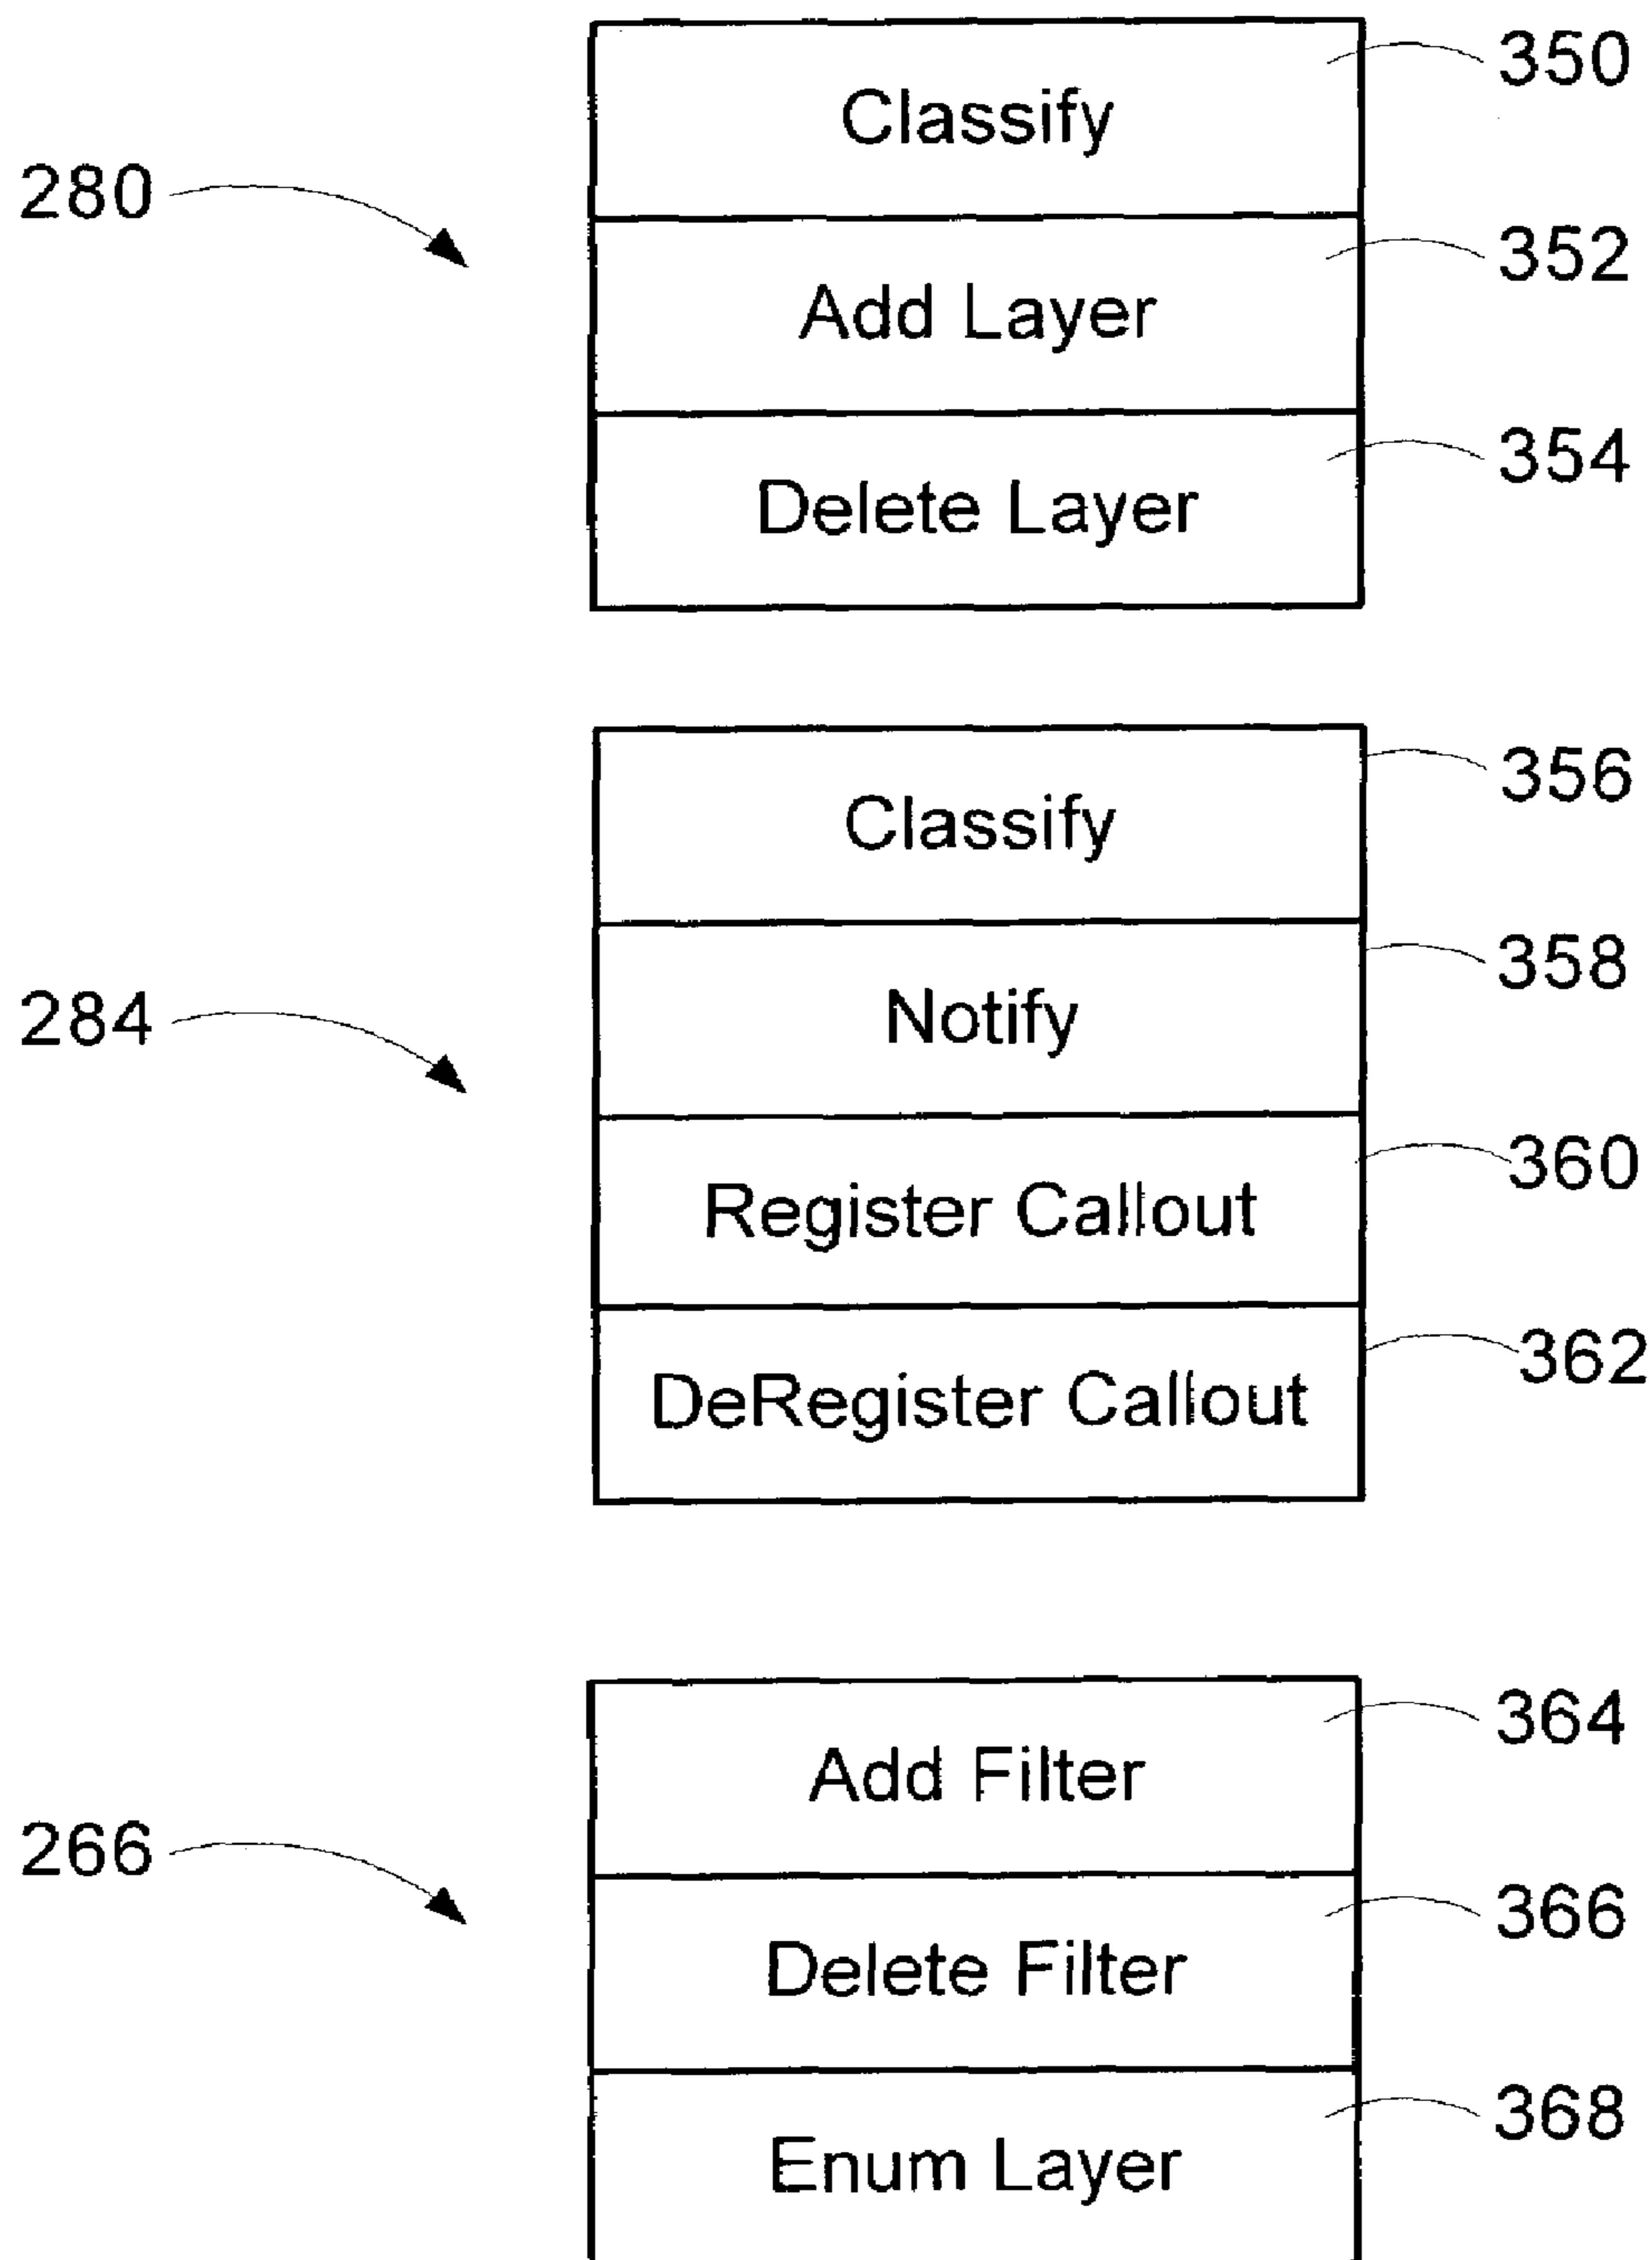 350
Classify
280
352
Add Layer
354
Delete Layer
356
Classify
358
Notify
284
360
Register Callout
362
DeRegister Callout
364
Add Filter
266
366
Delete Filter
368
Enum Layer